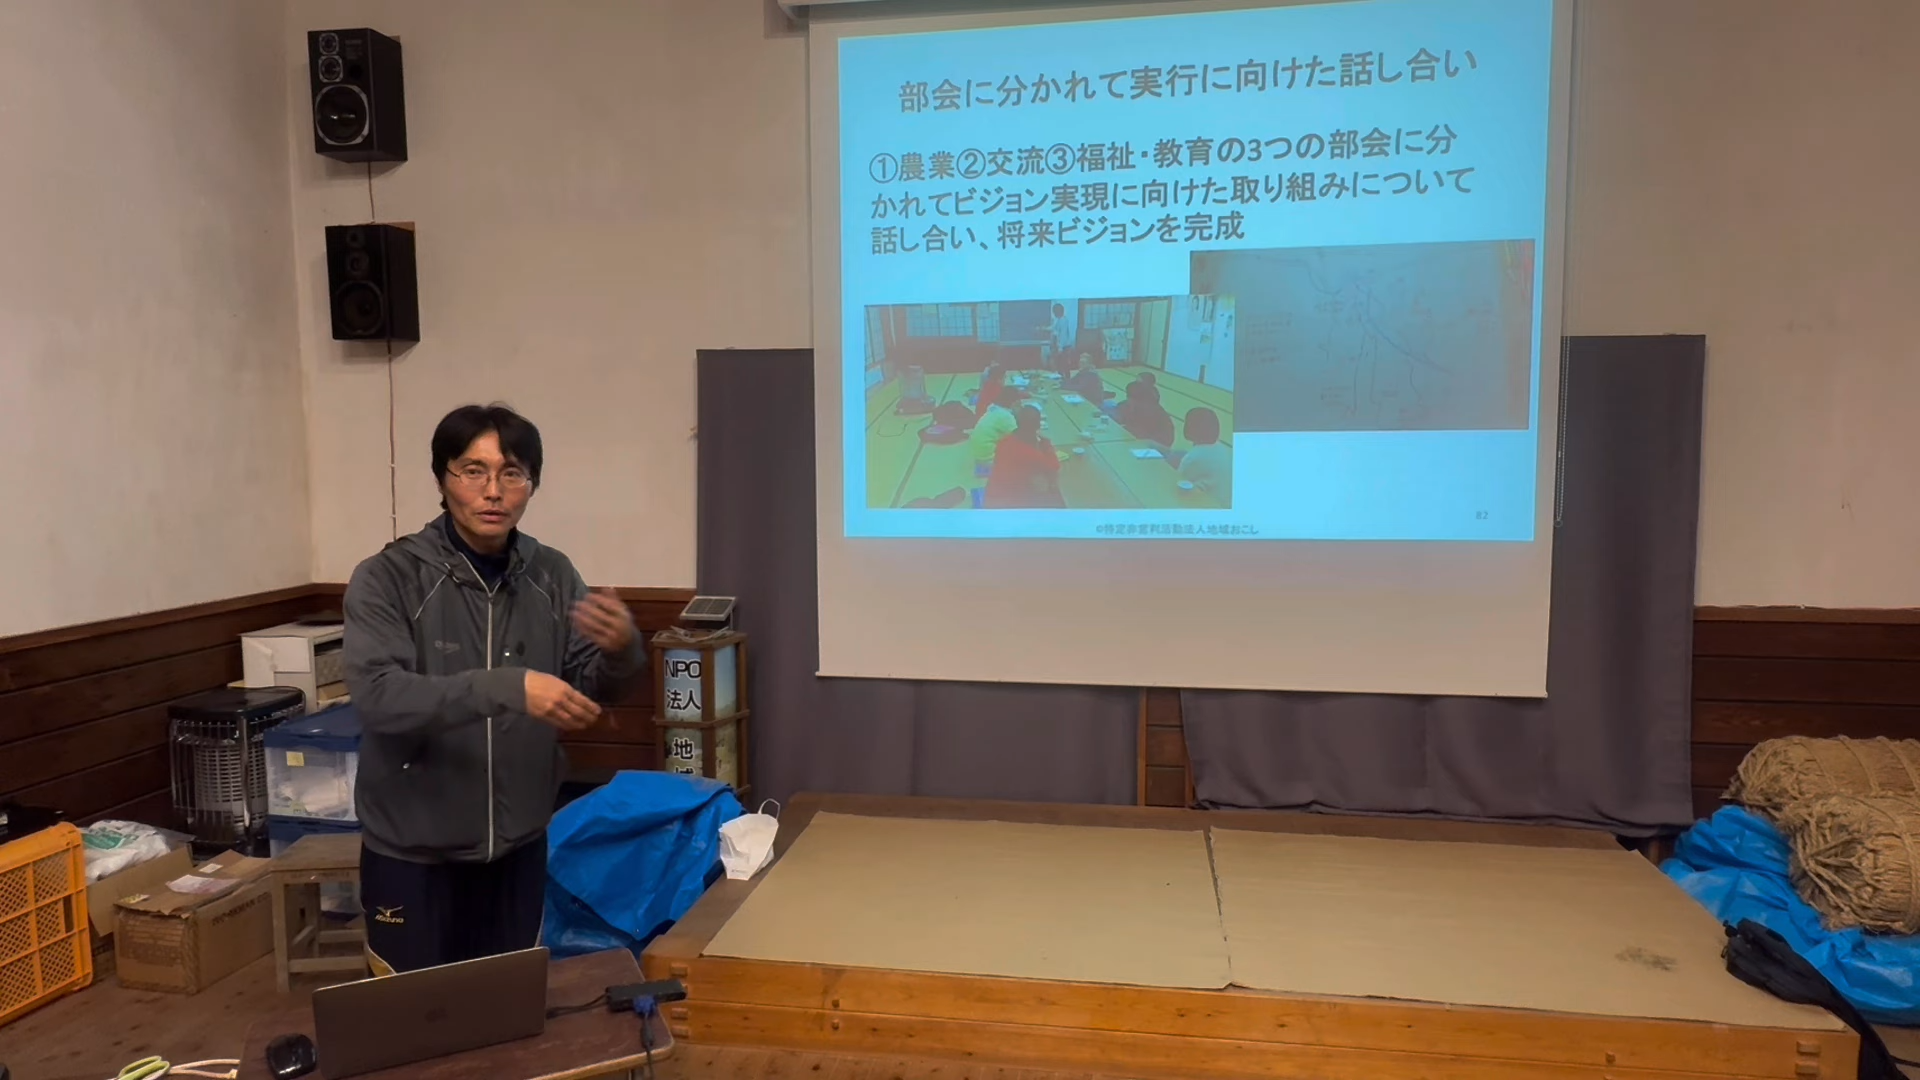 部会に分かれて実行に向けた話し合い
①農業②交流③福祉・教育の3つの部会に分
かれてビジョン実現に向けた取り組みについて
話し合い、将来ビジョンを完成
82
©特定非営利活動法人地域おこし
NPO
法人
地
域
MIZUNO